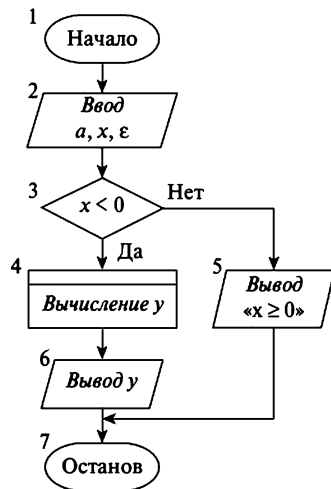 1
Начало
2
Ввод
a, x, ε
3
x < 0
Нет
Да
4
Вычисление y
5
Вывод
«x ≥ 0»
6
Вывод y
7
Останов